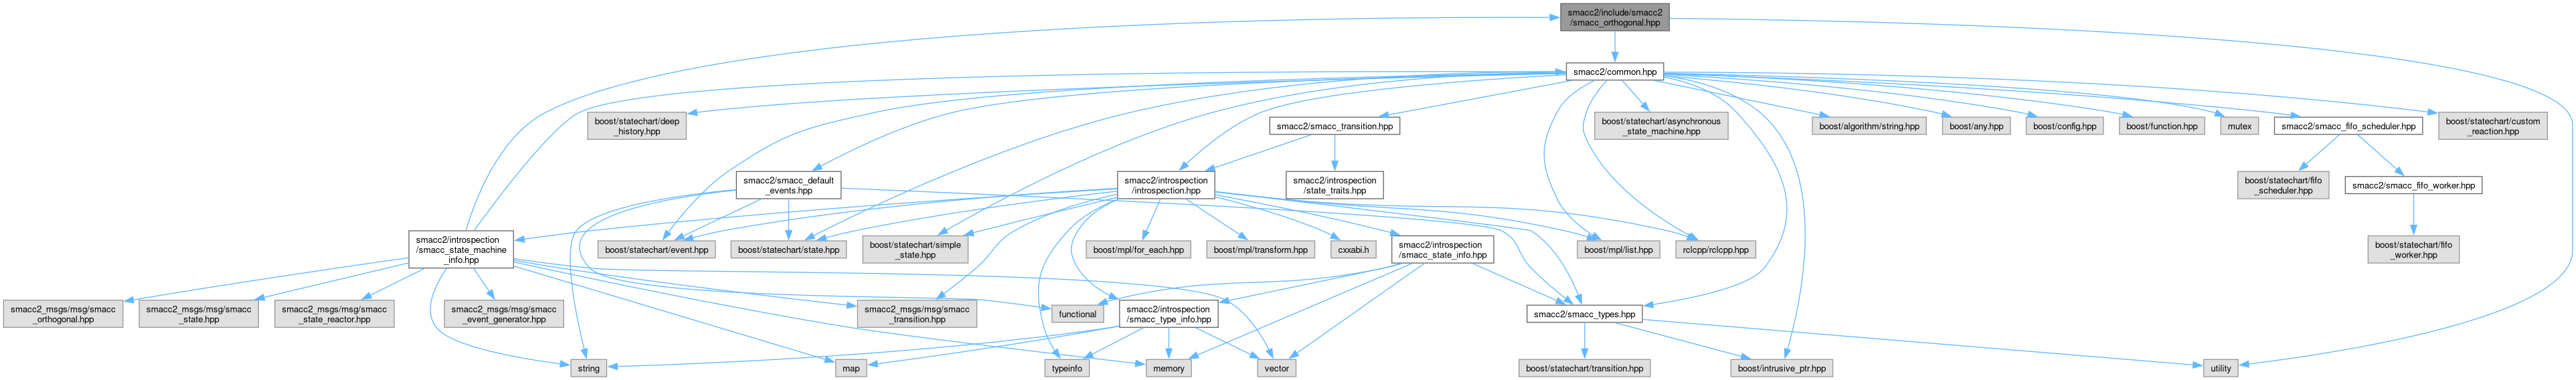 smacc2/include/smacc2
/smacc_orthogonal.hpp
smacc2/common.hpp
boost/statechart/deep
_history.hpp
smacc2/smacc_transition.hpp
boost/statechart/asynchronous
_state_machine.hpp
boost/algorithm/string.hpp
boost/any.hpp
boost/config.hpp
boost/function.hpp
mutex
smacc2/smacc_fifo_scheduler.hpp
boost/statechart/custom
_reaction.hpp
smacc2/smacc_default
_events.hpp
smacc2/introspection
/introspection.hpp
smacc2/introspection
/state_traits.hpp
boost/statechart/fifo
_scheduler.hpp
smacc2/smacc_fifo_worker.hpp
smacc2/introspection
/smacc_state_machine
_info.hpp
boost/statechart/event.hpp
boost/statechart/state.hpp
boost/statechart/simple
_state.hpp
boost/mpl/for_each.hpp
boost/mpl/transform.hpp
cxxabi.h
smacc2/introspection
/smacc_state_info.hpp
boost/mpl/list.hpp
rclcpp/rclcpp.hpp
boost/statechart/fifo
_worker.hpp
smacc2_msgs/msg/smacc
_orthogonal.hpp
smacc2_msgs/msg/smacc
_state.hpp
smacc2_msgs/msg/smacc
_state_reactor.hpp
smacc2_msgs/msg/smacc
_event_generator.hpp
smacc2_msgs/msg/smacc
_transition.hpp
functional
smacc2/introspection
/smacc_type_info.hpp
smacc2/smacc_types.hpp
string
map
typeinfo
memory
vector
boost/statechart/transition.hpp
boost/intrusive_ptr.hpp
utility